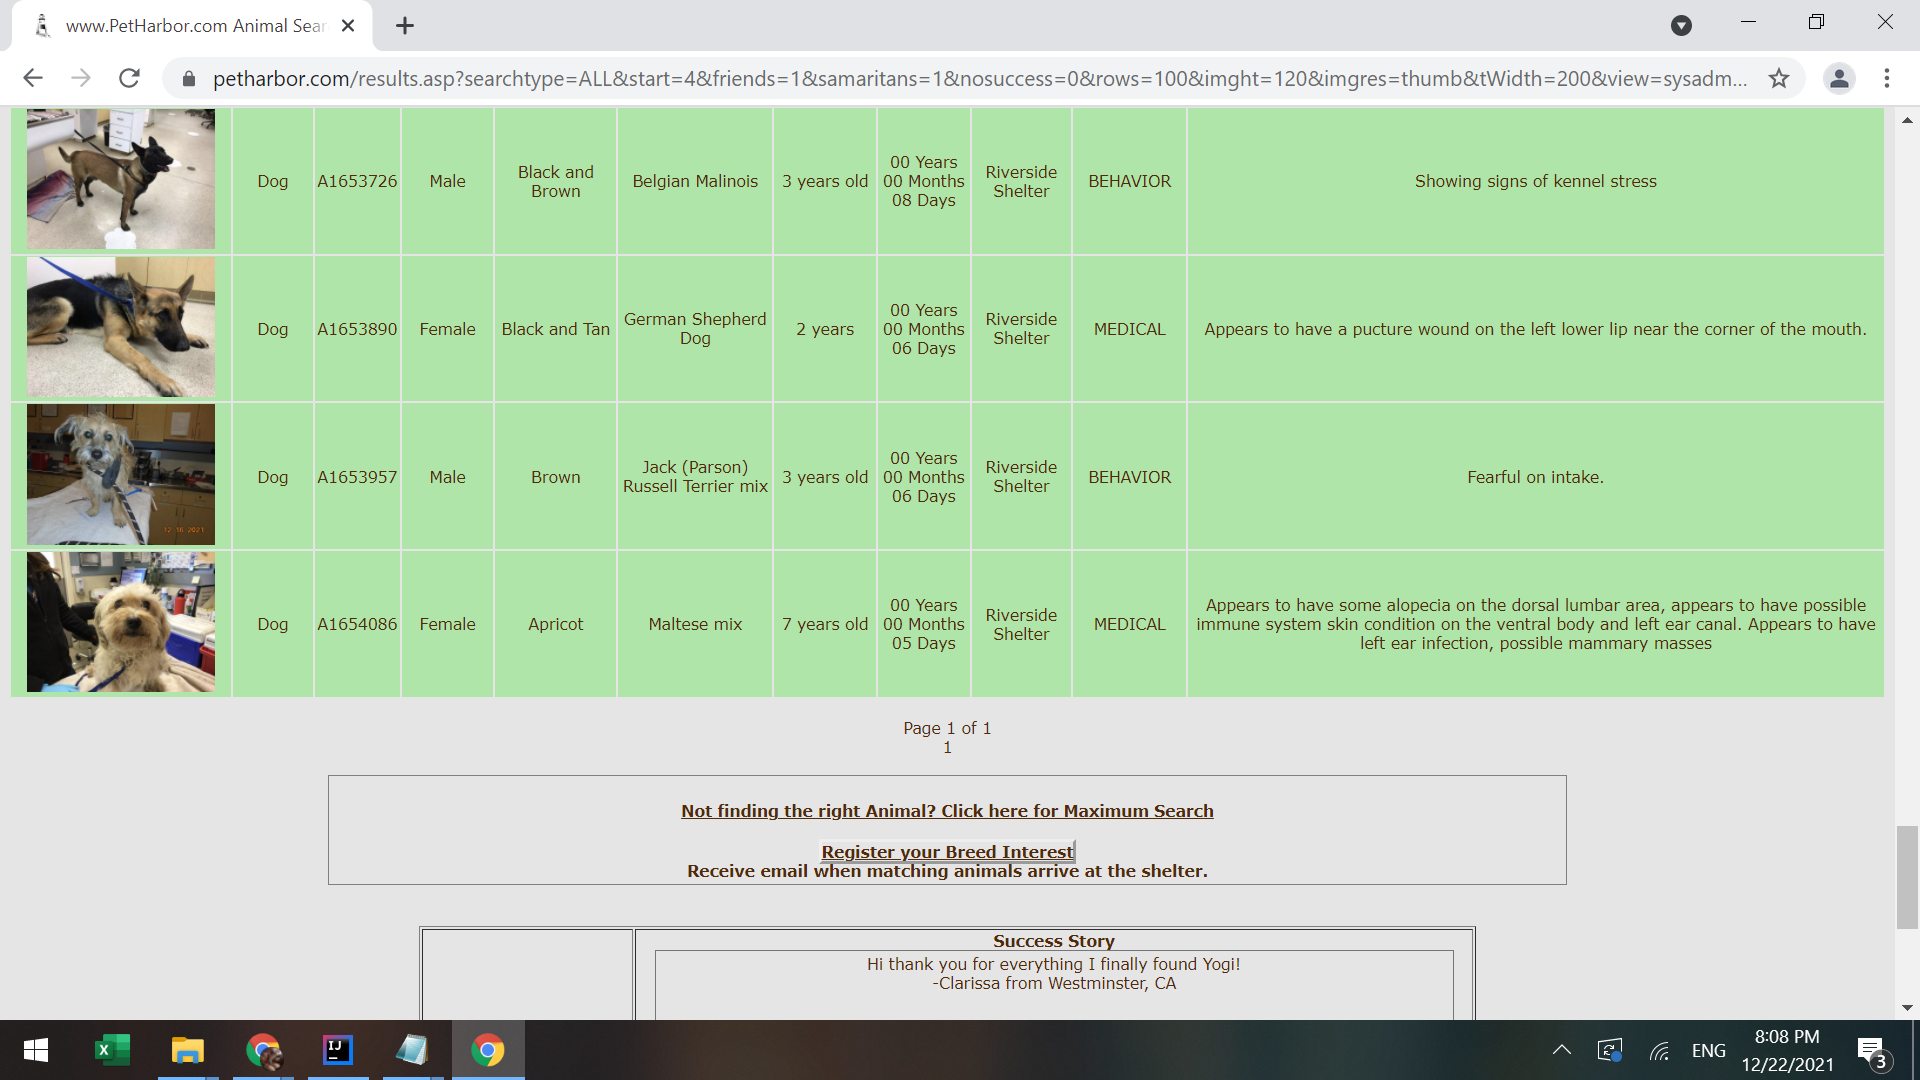 www.PetHarbor.com Animal Sear
petharbor.com/results.asp?searchtype=ALL&start=4&friends=1&samaritans=1&nosuccess=0&rows=100&imght=120&imgres=thumb&tWidth=200&view=sysadm...
Dog A1653726 Male Black and Brown Belgian Malinois 3 years old 00 Years 00 Months 08 Days Riverside Shelter BEHAVIOR Showing signs of kennel stress
Dog A1653890 Female Black and Tan German Shepherd Dog 2 years 00 Years 00 Months 06 Days Riverside Shelter MEDICAL Appears to have a pucture wound on the left lower lip near the corner of the mouth.
Dog A1653957 Male Brown Jack (Parson) Russell Terrier mix 3 years old 00 Years 00 Months 06 Days Riverside Shelter BEHAVIOR Fearful on intake.
12 16 2021
Dog A1654086 Female Apricot Maltese mix 7 years old 00 Years 00 Months 05 Days Riverside Shelter MEDICAL Appears to have some alopecia on the dorsal lumbar area, appears to have possible immune system skin condition on the ventral body and left ear canal. Appears to have left ear infection, possible mammary masses
Page 1 of 1
1
Not finding the right Animal? Click here for Maximum Search
Register your Breed Interest
Receive email when matching animals arrive at the shelter.
Success Story
Hi thank you for everything I finally found Yogi!
-Clarissa from Westminster, CA
IJ
ENG
8:08 PM
12/22/2021
3